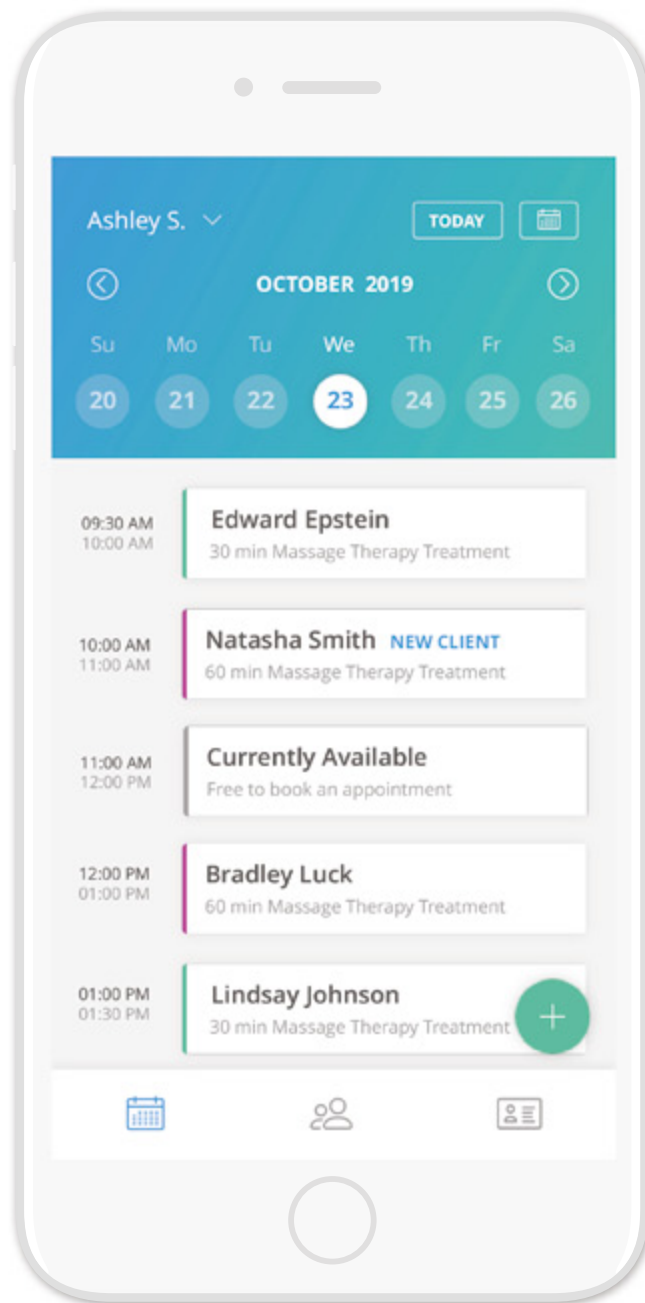 Ashley S.
TODAY
OCTOBER 2019
Su Mo Tu We Th Fr Sa
20 21 22 23 24 25 26
09:30 AM
10:00 AM
Edward Epstein
30 min Massage Therapy Treatment
10:00 AM
11:00 AM
Natasha Smith NEW CLIENT
60 min Massage Therapy Treatment
11:00 AM
12:00 PM
Currently Available
Free to book an appointment
12:00 PM
01:00 PM
Bradley Luck
60 min Massage Therapy Treatment
01:00 PM
01:30 PM
Lindsay Johnson
30 min Massage Therapy Treatment